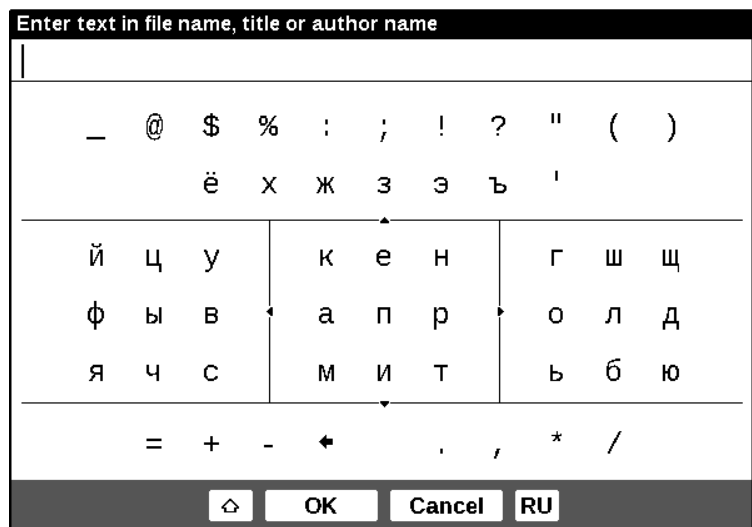 Enter text in file name, title or author name
_ @ $ % : ; ! ? " ( )
ё х ж з э ъ '
й ц у к е н г ш щ
ф ы в а п р о л д
я ч с м и т ь б ю
= + - . , * /
OK Cancel RU